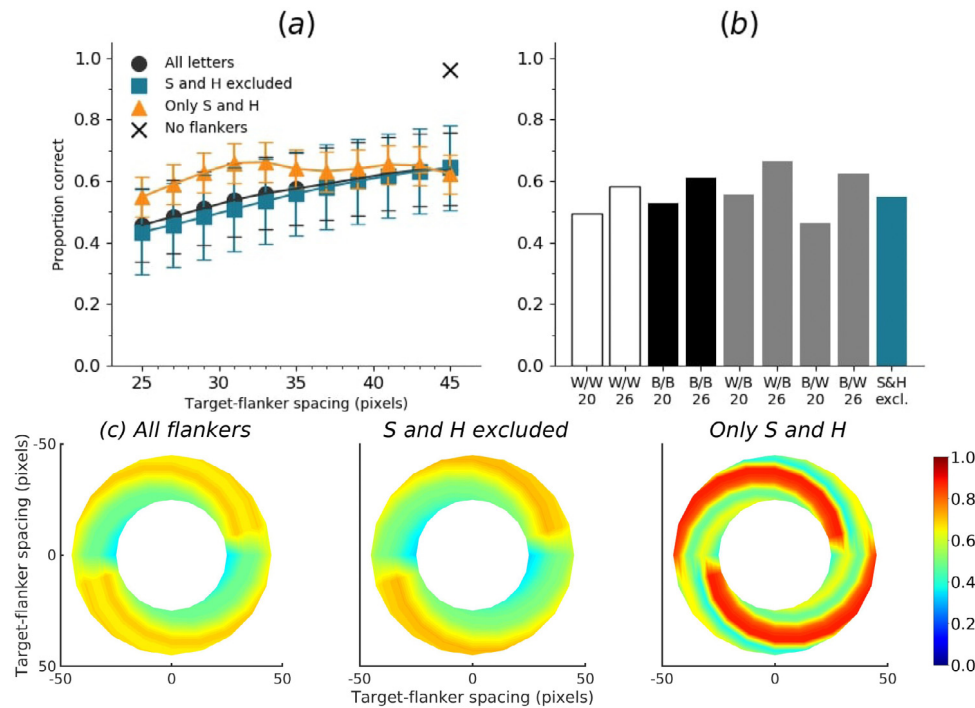 (a)
Proportion correct
1.0
0.8
0.6
0.4
0.2
0.0
All letters
S and H excluded
Only S and H
No flankers
25
30
35
40
45
Target-flanker spacing (pixels)
(b)
1.0
0.8
0.6
0.4
0.2
0.0
W/W
20
W/W
26
B/B
20
B/B
26
W/B
20
W/B
26
B/W
20
B/W
26
S&H
excl.
(c) All flankers
S and H excluded
Only S and H
Target-flanker spacing (pixels)
-50
0
50
-50
0
50
-50
0
50
-50
0
50
Target-flanker spacing (pixels)
1.0
0.8
0.6
0.4
0.2
0.0